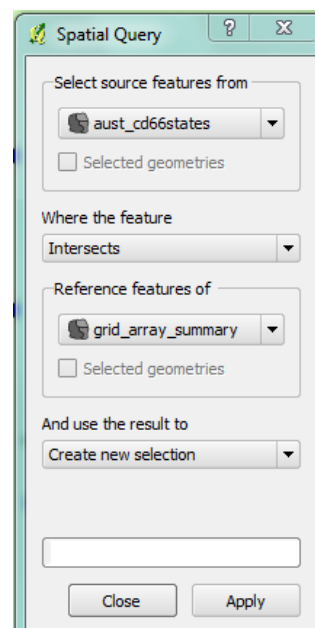 Spatial Query
Select source features from
aust_cd66states
Selected geometries
Where the feature
Intersects
Reference features of
grid_array_summary
Selected geometries
And use the result to
Create new selection
Close Apply